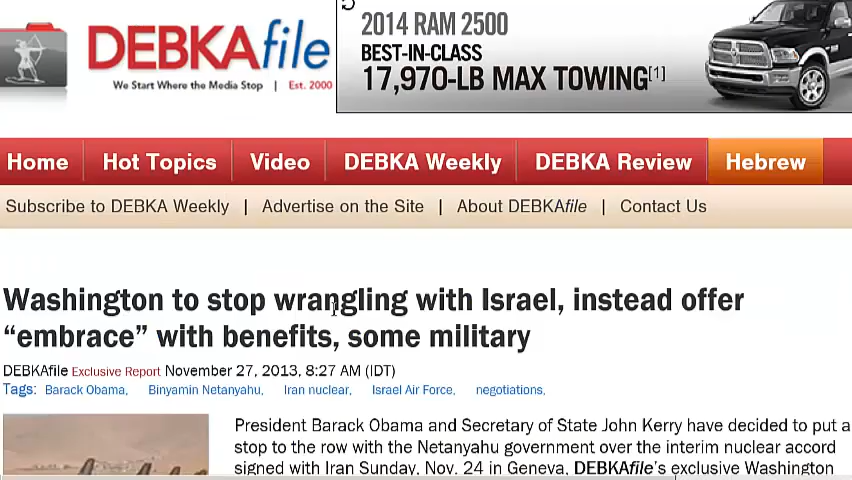 DEBKAfile
We Start Where the Media Stop | Est. 2000
2014 RAM 2500
BEST-IN-CLASS
17,970-LB MAX TOWING[1]
Home Hot Topics Video DEBKA Weekly DEBKA Review Hebrew
Subscribe to DEBKA Weekly | Advertise on the Site | About DEBKAfile | Contact Us
Washington to stop wrangling with Israel, instead offer
“embrace” with benefits, some military
DEBKAfile Exclusive Report November 27, 2013, 8:27 AM (IDT)
Tags: Barack Obama, Binyamin Netanyahu, Iran nuclear, Israel Air Force, negotiations,
President Barack Obama and Secretary of State John Kerry have decided to put a
stop to the row with the Netanyahu government over the interim nuclear accord
signed with Iran Sunday, Nov. 24 in Geneva, DEBKAfile’s exclusive Washington